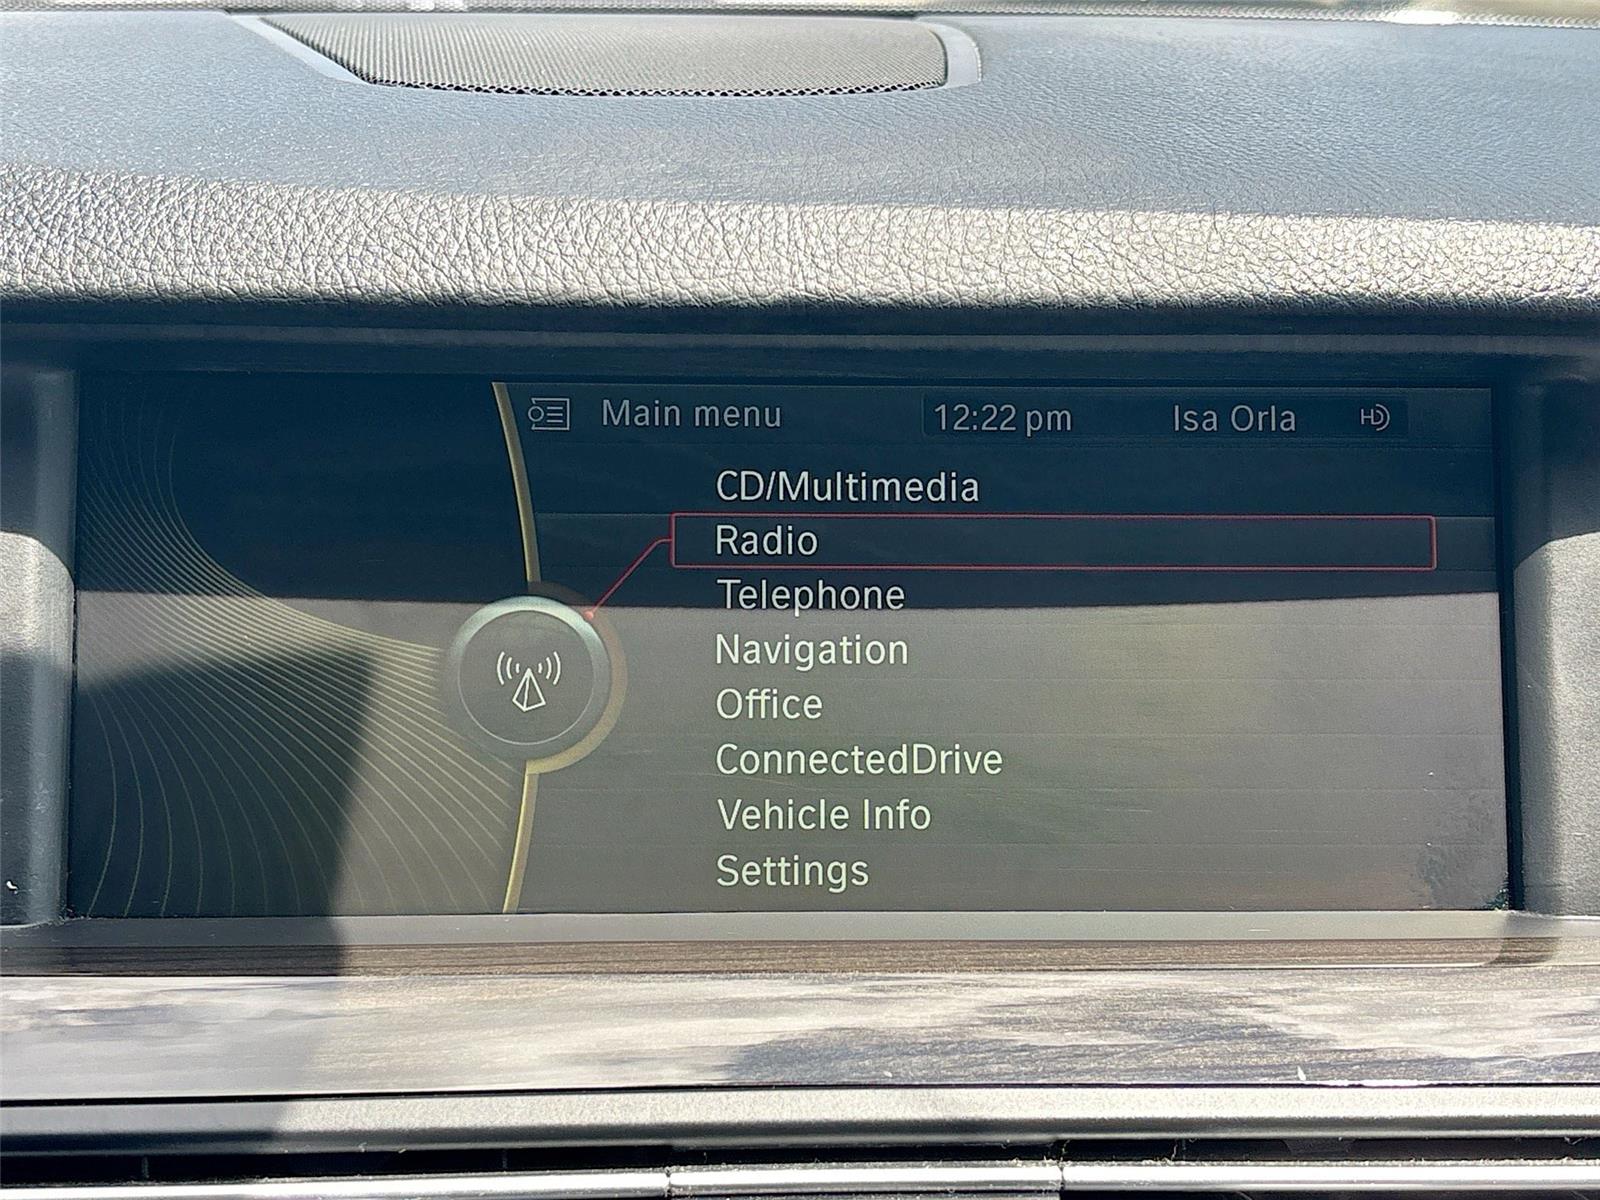 Main menu 12:22 pm Isa Orla HD
CD/Multimedia
Radio
Telephone
Navigation
Office
ConnectedDrive
Vehicle Info
Settings